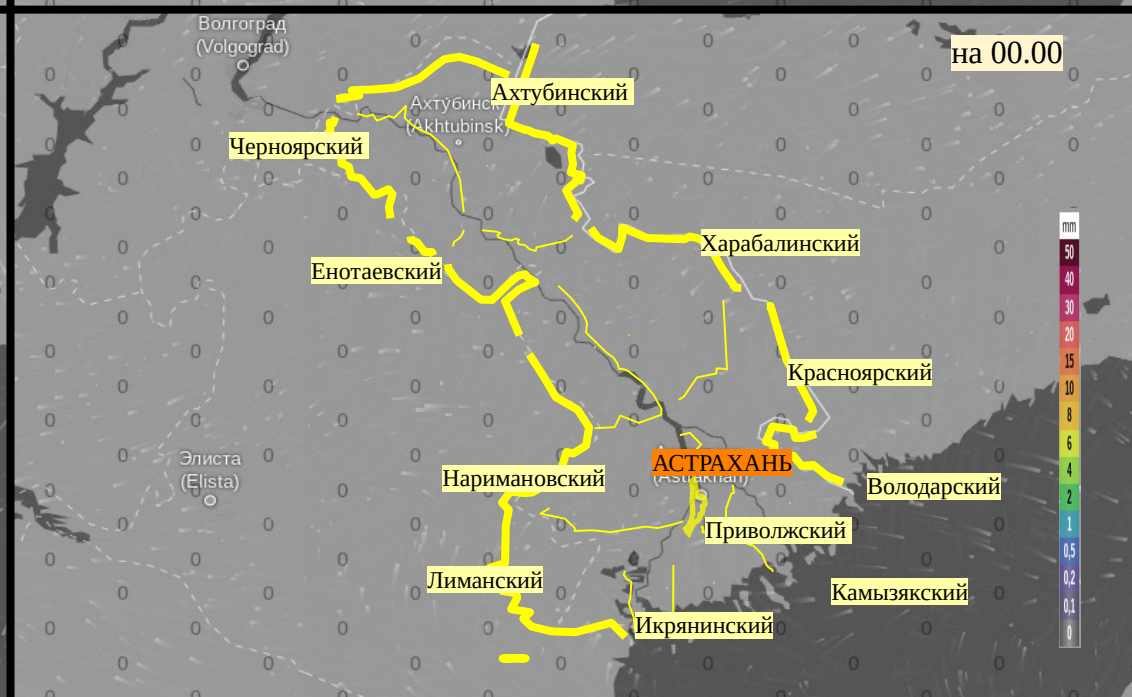 Волгоград
(Volgograd)
на 00.00
Ахтубинский
Ахтубинск
(Akhtubinsk)
Черноярский
Харабалинский
Енотаевский
mm
50
40
30
20
15
10
8
6
4
2
1
0,5
0,2
0,1
0
Красноярский
Элиста
(Elista)
АСТРАХАНЬ
(Astrakhan)
Наримановский
Володарский
Приволжский
Лиманский
Камызякский
Икрянинский